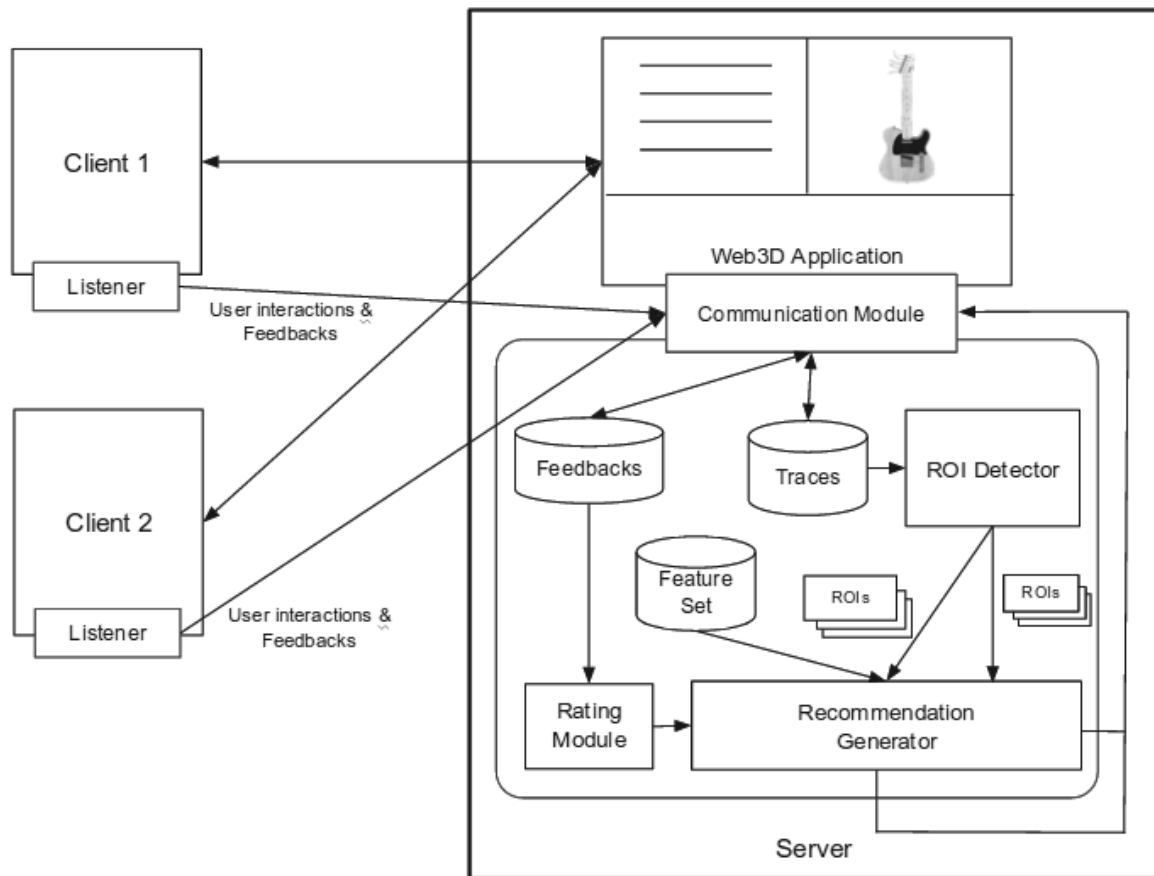 Client 1
Listener
User interactions &
Feedbacks
Client 2
Listener
User interactions &
Feedbacks
Web3D Application
Communication Module
Feedbacks
Traces
ROI Detector
Feature
Set
ROIs
ROIs
Rating
Module
Recommendation
Generator
Server